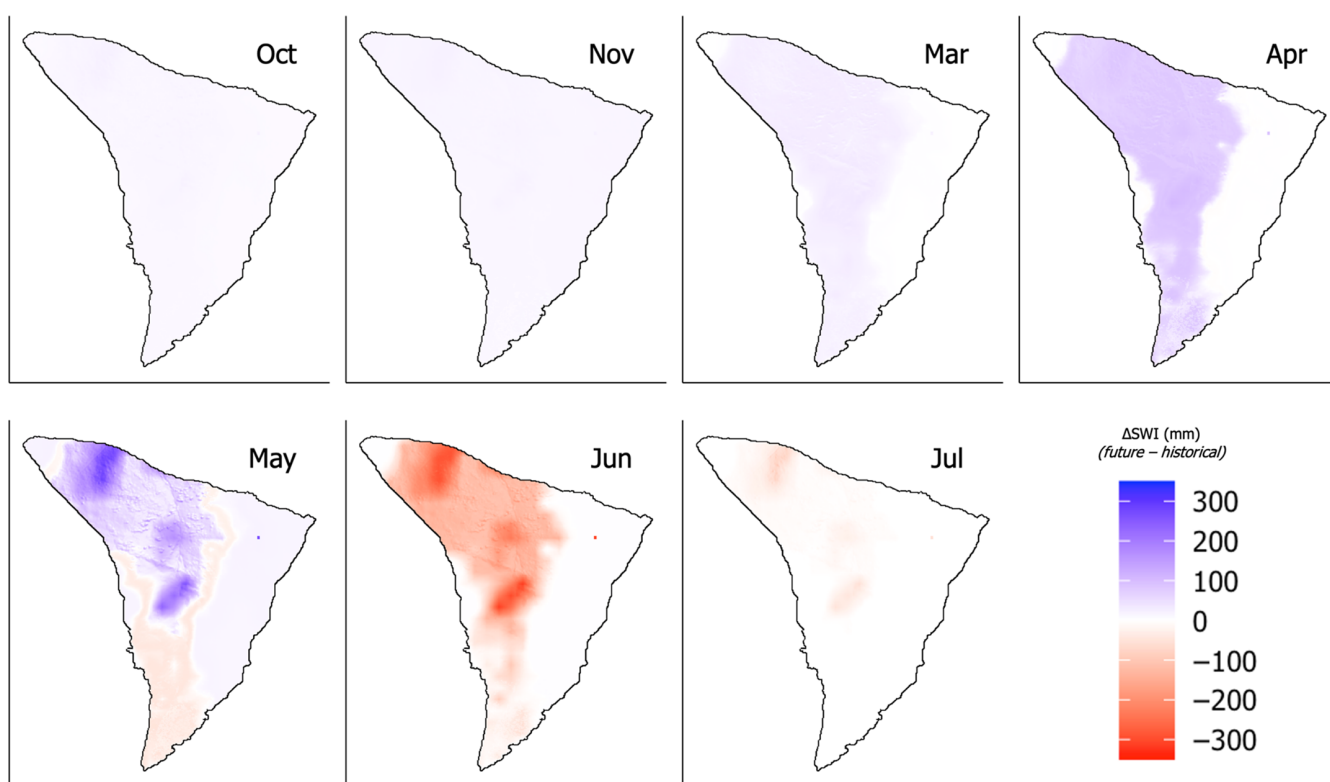 Oct
Nov
Mar
Apr
May
Jun
Jul
ΔSWI (mm)
(future – historical)
300
200
100
0
−100
−200
−300